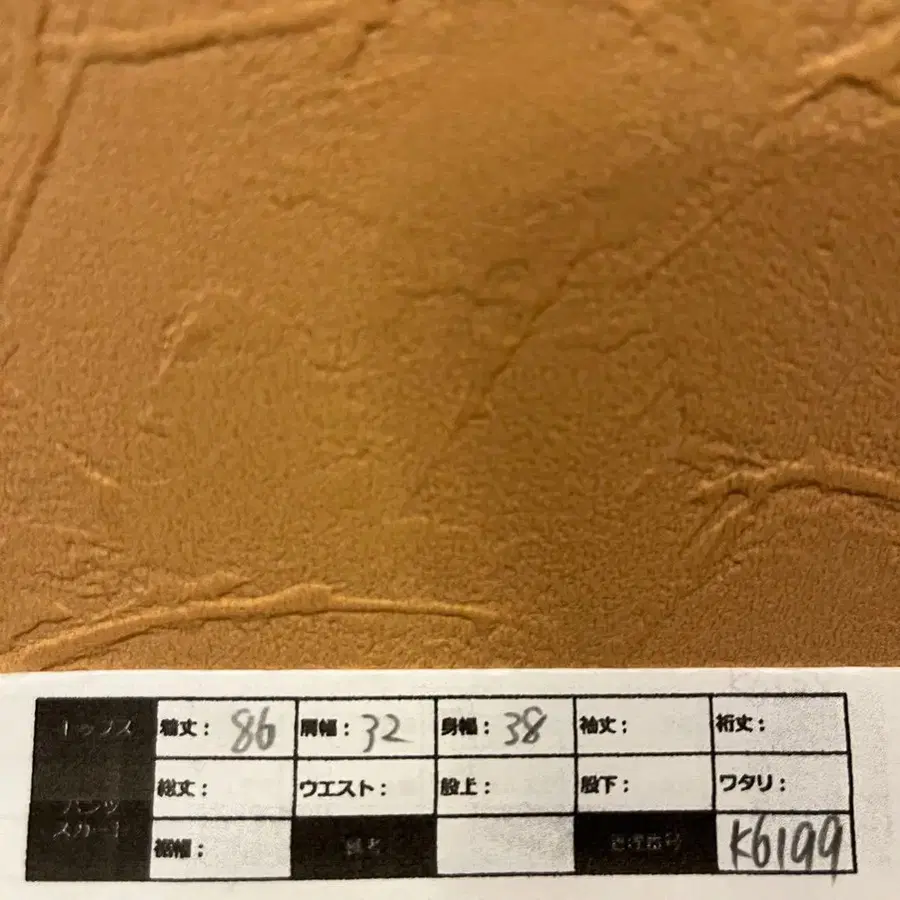 トップス 着丈: 86 肩幅: 32 身幅: 38 袖丈: 裄丈:
総丈: ウエスト: 股上: 股下: ワタリ:
パンツ
スカート
裾幅: 備考 管理番号 K6199